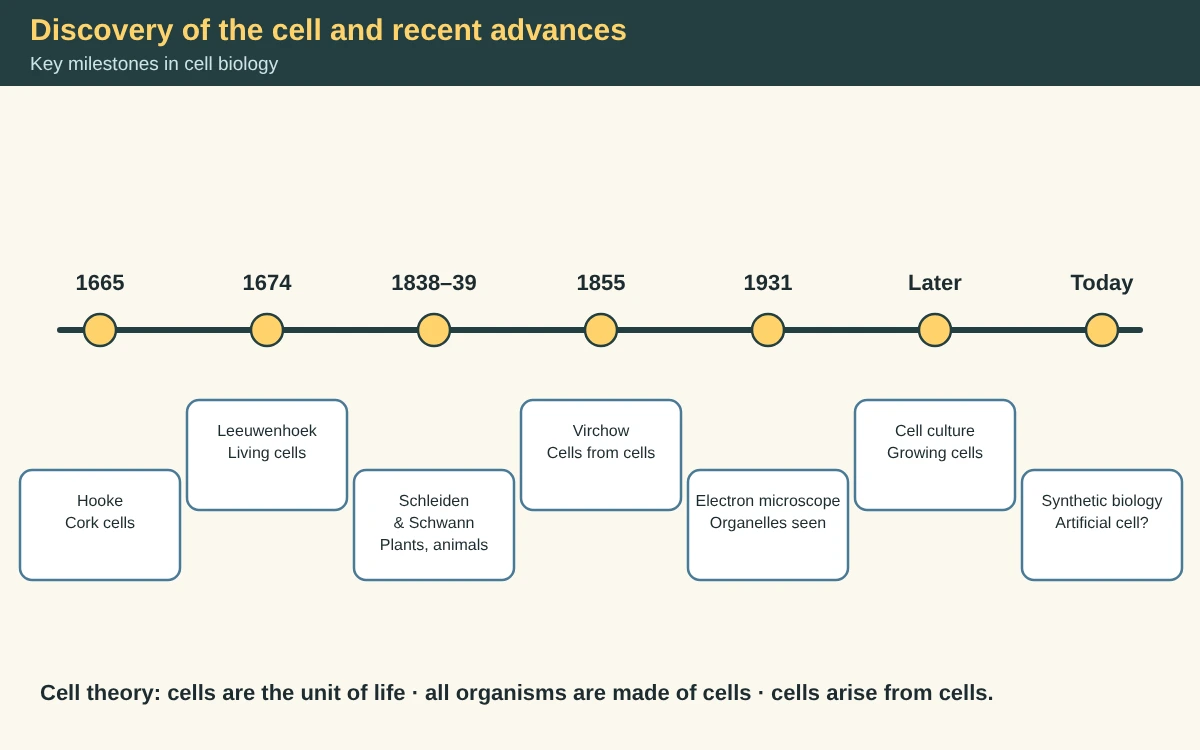 Discovery of the cell and recent advances
Key milestones in cell biology
1665
1674
1838–39
1855
1931
Later
Today
Hooke
Cork cells
Leeuwenhoek
Living cells
Schleiden
& Schwann
Plants, animals
Virchow
Cells from cells
Electron microscope
Organelles seen
Cell culture
Growing cells
Synthetic biology
Artificial cell?
Cell theory: cells are the unit of life · all organisms are made of cells · cells arise from cells.